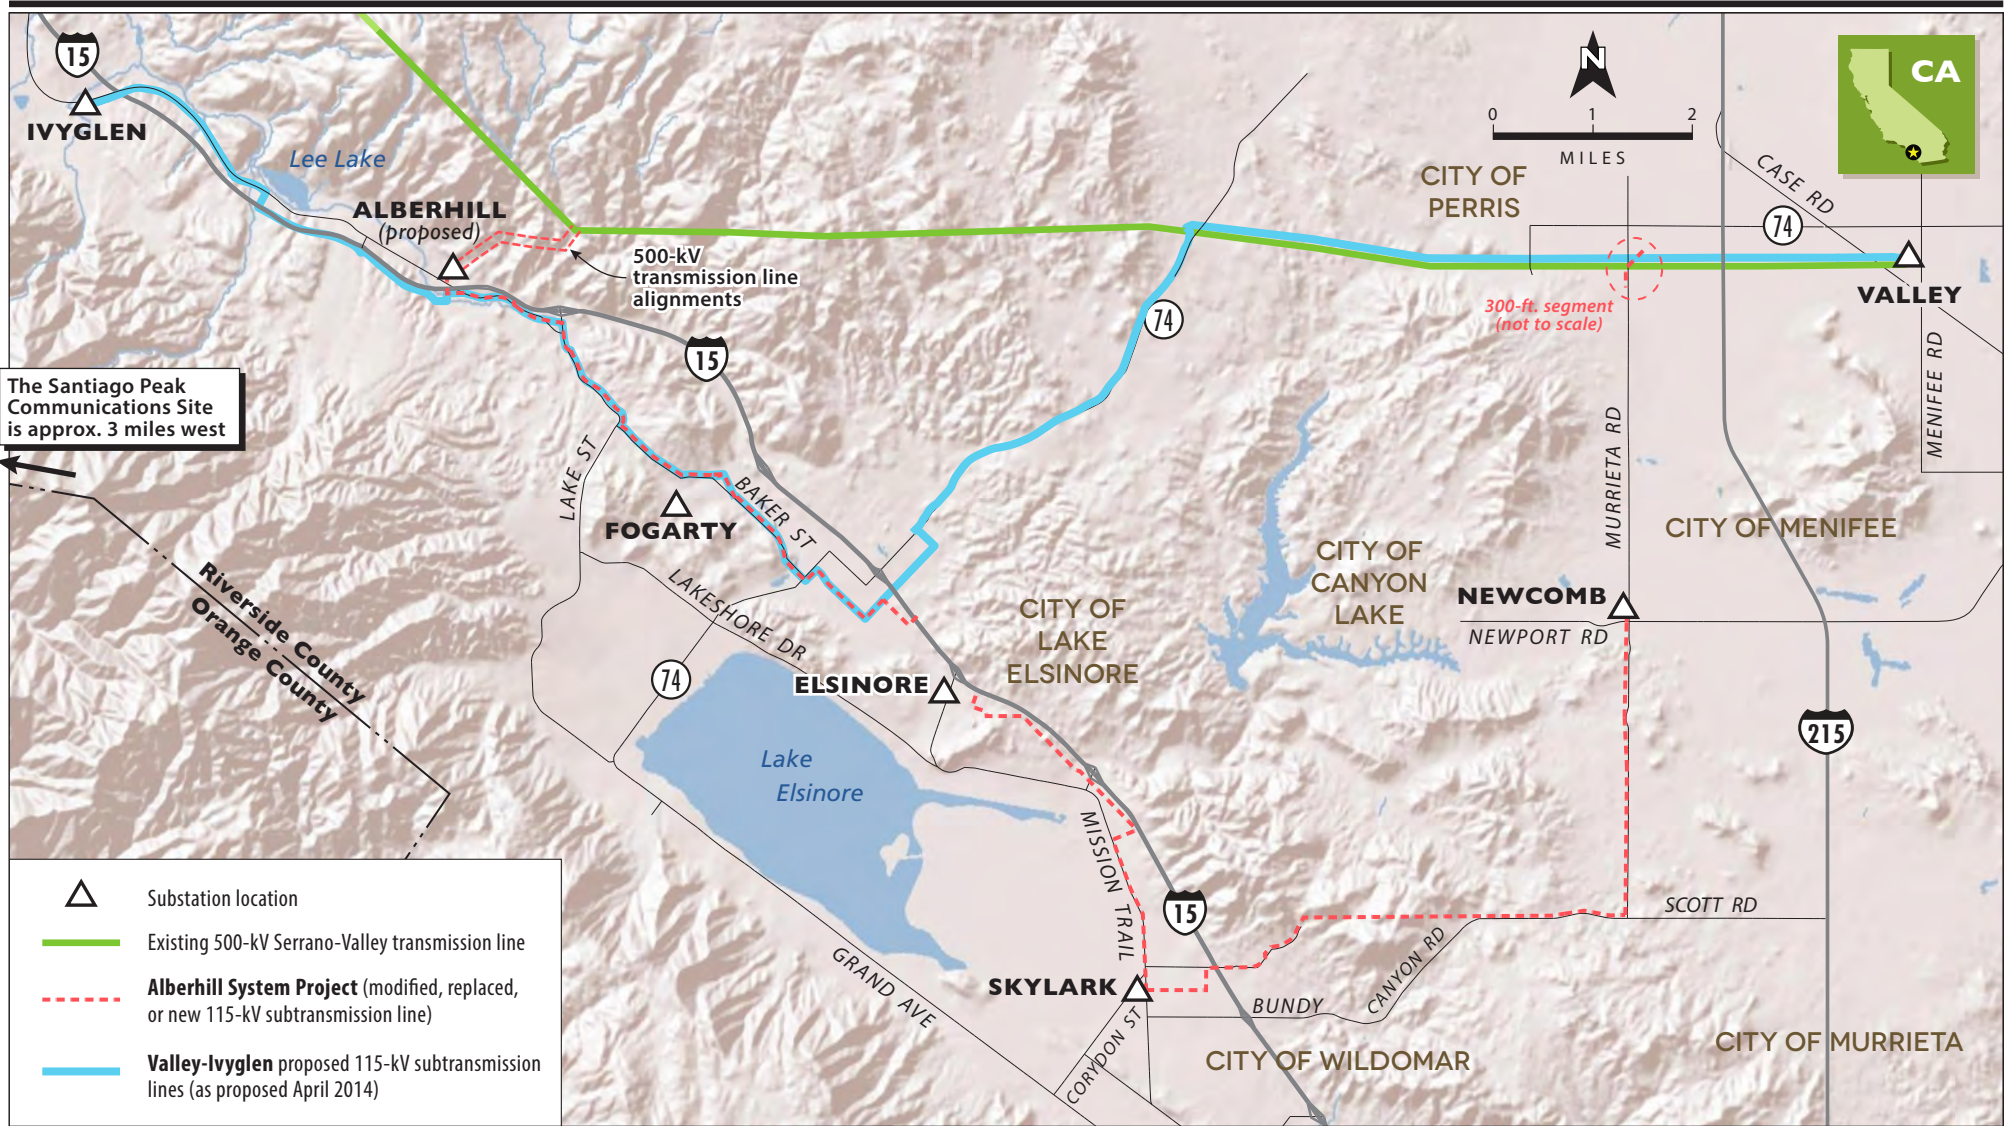 15
IVYGLEN
Lee Lake
ALBERHILL
(proposed)
500-kV
transmission line
alignments
N
0 1 2
MILES
CA
CITY OF
PERRIS
CASE RD
74
VALLEY
300-ft. segment
(not to scale)
74
15
MENIFEE RD
The Santiago Peak
Communications Site
is approx. 3 miles west
MURRIETA RD
LAKE ST
BAKER ST
FOGARTY
CITY OF MENIFEE
CITY OF
CANYON
LAKE
Riverside County
Orange County
LAKESHORE DR
NEWCOMB
NEWPORT RD
CITY OF
LAKE
ELSINORE
74
ELSINORE
215
Lake
Elsinore
MISSION TRAIL
15
SCOTT RD
GRAND AVE
SKYLARK
BUNDY
CANYON RD
CORYDON ST
CITY OF WILDOMAR
CITY OF MURRIETA
Substation location
Existing 500-kV Serrano-Valley transmission line
Alberhill System Project (modified, replaced,
or new 115-kV subtransmission line)
Valley-Ivyglen proposed 115-kV subtransmission
lines (as proposed April 2014)